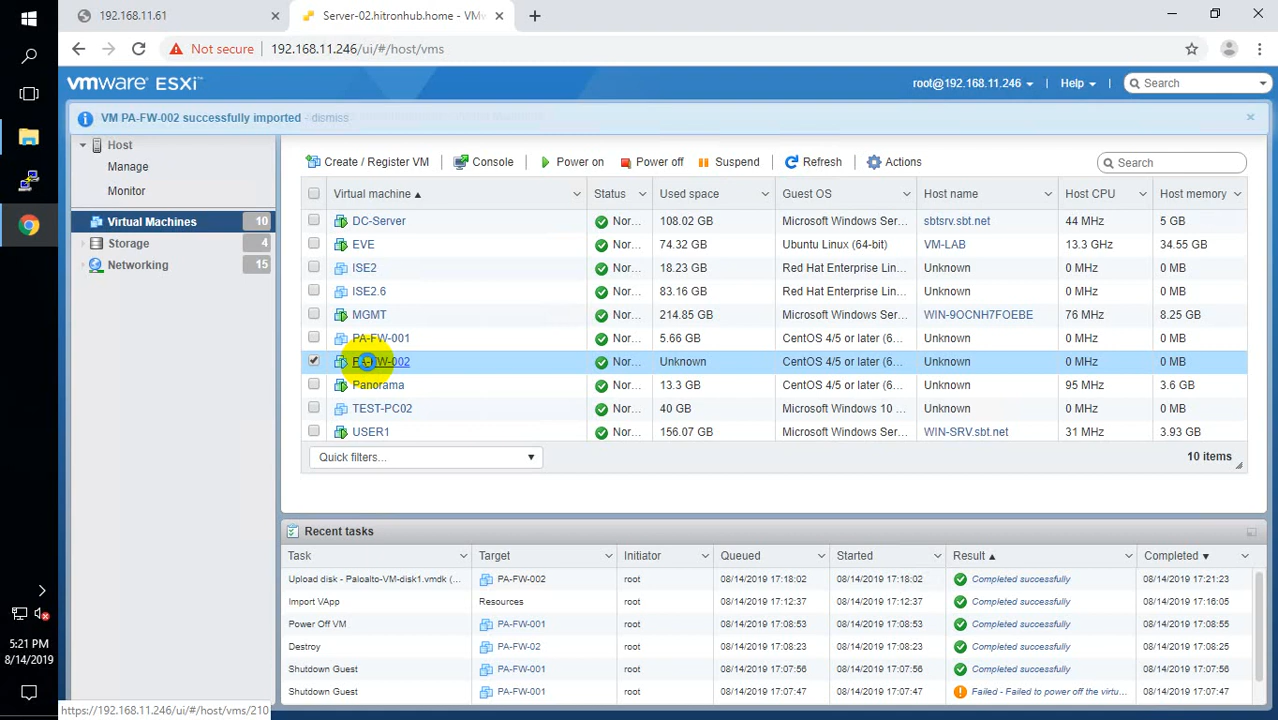 192.168.11.61
Server-02.hitronhub.home - VMw
Not secure | 192.168.11.246/ui/#/host/vms
vmware ESXi™
root@192.168.11.246 | Help | Search
VM PA-FW-002 successfully imported - dismiss
Host
Manage
Monitor
Virtual Machines 10
Storage 4
Networking 15
Create / Register VM | Console | Power on Power off Suspend | Refresh | Actions
Search
Virtual machine Status Used space Guest OS Host name Host CPU Host memory
DC-Server Nor... 108.02 GB Microsoft Windows Serve... sbtsrv.sbt.net 44 MHz 5 GB
EVE Nor... 74.32 GB Ubuntu Linux (64-bit) VM-LAB 13.3 GHz 34.55 GB
ISE2 Nor... 18.23 GB Red Hat Enterprise Lin... Unknown 0 MHz 0 MB
ISE2.6 Nor... 83.16 GB Red Hat Enterprise Lin... Unknown 0 MHz 0 MB
MGMT Nor... 214.85 GB Microsoft Windows Serve... WIN-9OCNH7FOEBE 76 MHz 8.25 GB
PA-FW-001 Nor... 5.66 GB CentOS 4/5 or later (6... Unknown 0 MHz 0 MB
PA-FW-002 Nor... Unknown CentOS 4/5 or later (6... Unknown 0 MHz 0 MB
Panorama Nor... 13.3 GB CentOS 4/5 or later (6... Unknown 95 MHz 3.6 GB
TEST-PC02 Nor... 40 GB Microsoft Windows 10 ... Unknown 0 MHz 0 MB
USER1 Nor... 156.07 GB Microsoft Windows Serve... WIN-SRV.sbt.net 31 MHz 3.93 GB
Quick filters...
10 items
Recent tasks
Task Target Initiator Queued Started Result Completed
Upload disk - Paloalto-VM-disk1.vmdk (... PA-FW-002 root 08/14/2019 17:18:02 08/14/2019 17:18:02 Completed successfully 08/14/2019 17:21:23
Import VApp Resources root 08/14/2019 17:12:37 08/14/2019 17:12:37 Completed successfully 08/14/2019 17:16:05
Power Off VM PA-FW-001 root 08/14/2019 17:08:53 08/14/2019 17:08:53 Completed successfully 08/14/2019 17:08:55
Destroy PA-FW-02 root 08/14/2019 17:08:23 08/14/2019 17:08:23 Completed successfully 08/14/2019 17:08:25
Shutdown Guest PA-FW-001 root 08/14/2019 17:07:56 08/14/2019 17:07:56 Completed successfully 08/14/2019 17:07:56
Shutdown Guest PA-FW-001 root 08/14/2019 17:07:47 08/14/2019 17:07:47 Failed - Failed to power off the virtu... 08/14/2019 17:07:47
5:21 PM
8/14/2019
https://192.168.11.246/ui/#/host/vms/210